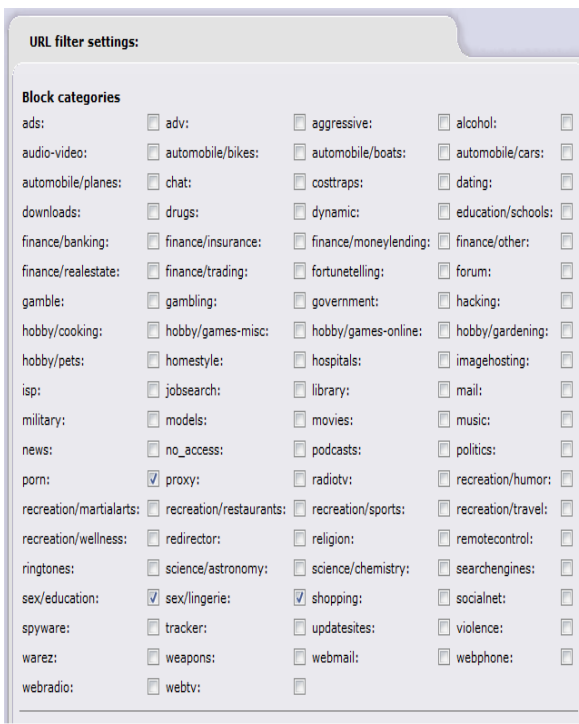 URL filter settings:
Block categories
ads: adv: aggressive: alcohol:
audio-video: automobile/bikes: automobile/boats: automobile/cars:
automobile/planes: chat: costtraps: dating:
downloads: drugs: dynamic: education/schools:
finance/banking: finance/insurance: finance/moneylending: finance/other:
finance/realestate: finance/trading: fortunetelling: forum:
gamble: gambling: government: hacking:
hobby/cooking: hobby/games-misc: hobby/games-online: hobby/gardening:
hobby/pets: homestyle: hospitals: imagehosting:
isp: jobsearch: library: mail:
military: models: movies: music:
news: no_access: podcasts: politics:
porn: proxy: radiotv: recreation/humor:
recreation/martialarts: recreation/restaurants: recreation/sports: recreation/travel:
recreation/wellness: redirector: religion: remotecontrol:
ringtones: science/astronomy: science/chemistry: searchengines:
sex/education: sex/lingerie: shopping: socialnet:
spyware: tracker: updatesites: violence:
warez: weapons: webmail: webphone:
webradio: webtv: